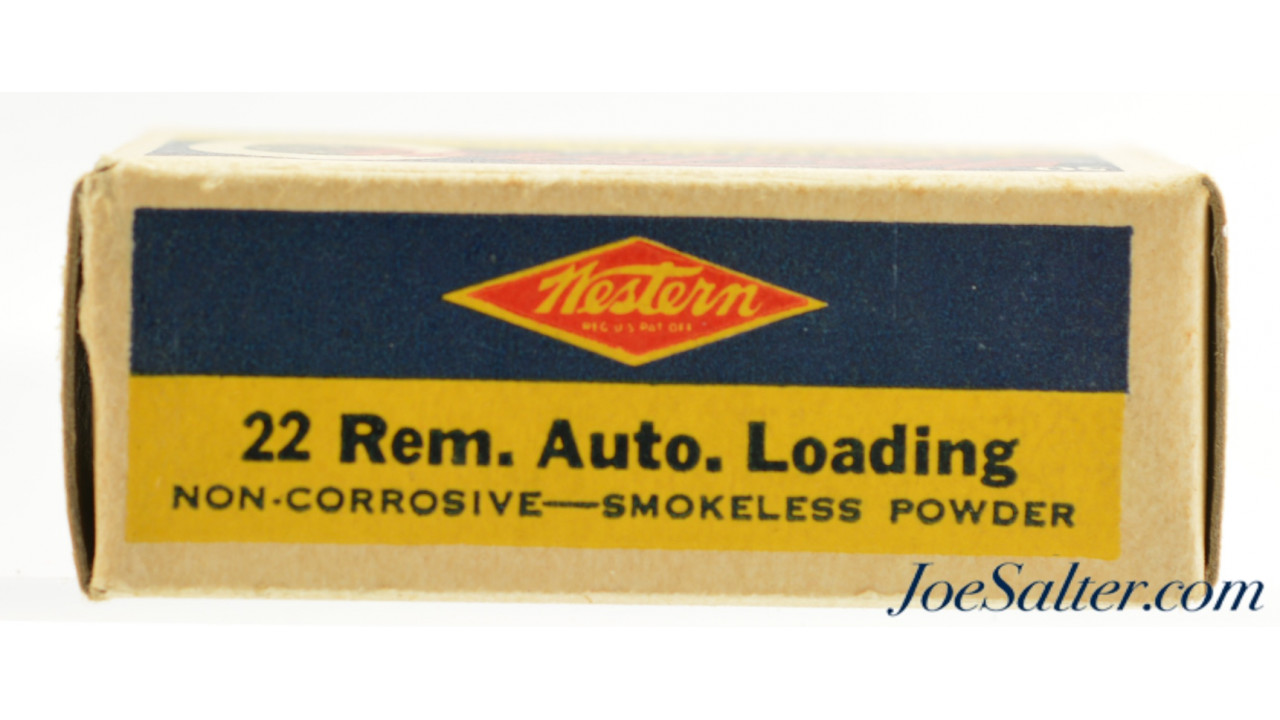 Western
REG. U.S. PAT. OFF.
22 Rem. Auto. Loading
NON-CORROSIVE—SMOKELESS POWDER
JoeSalter.com